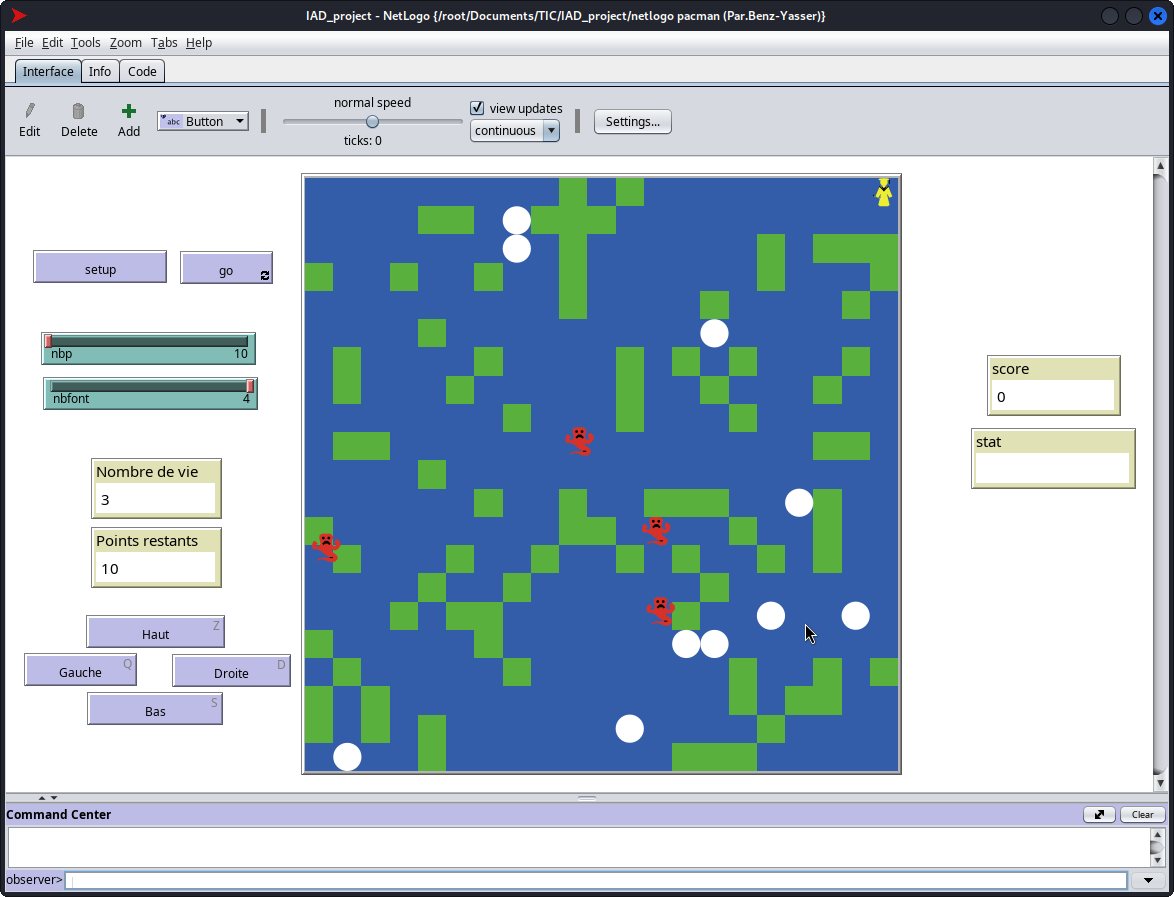 IAD_project - NetLogo {/root/Documents/TIC/IAD_project/netlogo pacman (Par.Benz-Yasser)}
File Edit Tools Zoom Tabs Help
Interface Info Code
normal speed
view updates
abc Button
continuous
Settings...
Edit Delete Add
ticks: 0
setup
go
nbp 10
nbfont 4
score
0
stat
Nombre de vie
3
Points restants
10
Haut Z
Gauche Q
Droite D
Bas S
Command Center
Clear
observer>